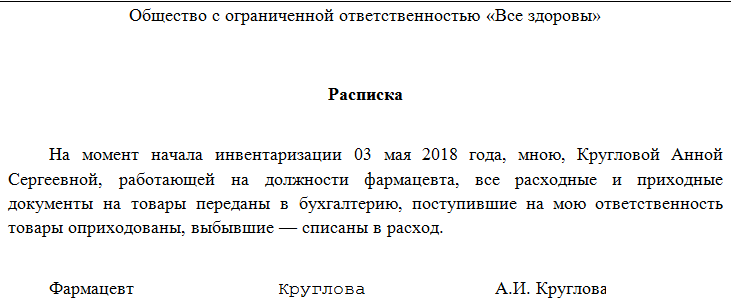 Общество с ограниченной ответственностью «Все здоровы»
Расписка
На момент начала инвентаризации 03 мая 2018 года, мною, Кругловой Анной
Сергеевной, работающей на должности фармацевта, все расходные и приходные
документы на товары переданы в бухгалтерию, поступившие на мою ответственность
товары оприходованы, выбывшие — списаны в расход.
Фармацевт Круглова А.И. Круглова